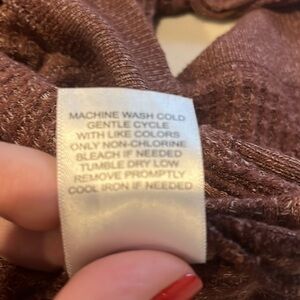 MACHINE WASH COLD
GENTLE CYCLE
WITH LIKE COLORS
ONLY NON-CHLORINE
BLEACH IF NEEDED
TUMBLE DRY LOW
REMOVE PROMPTLY
COOL IRON IF NEEDED